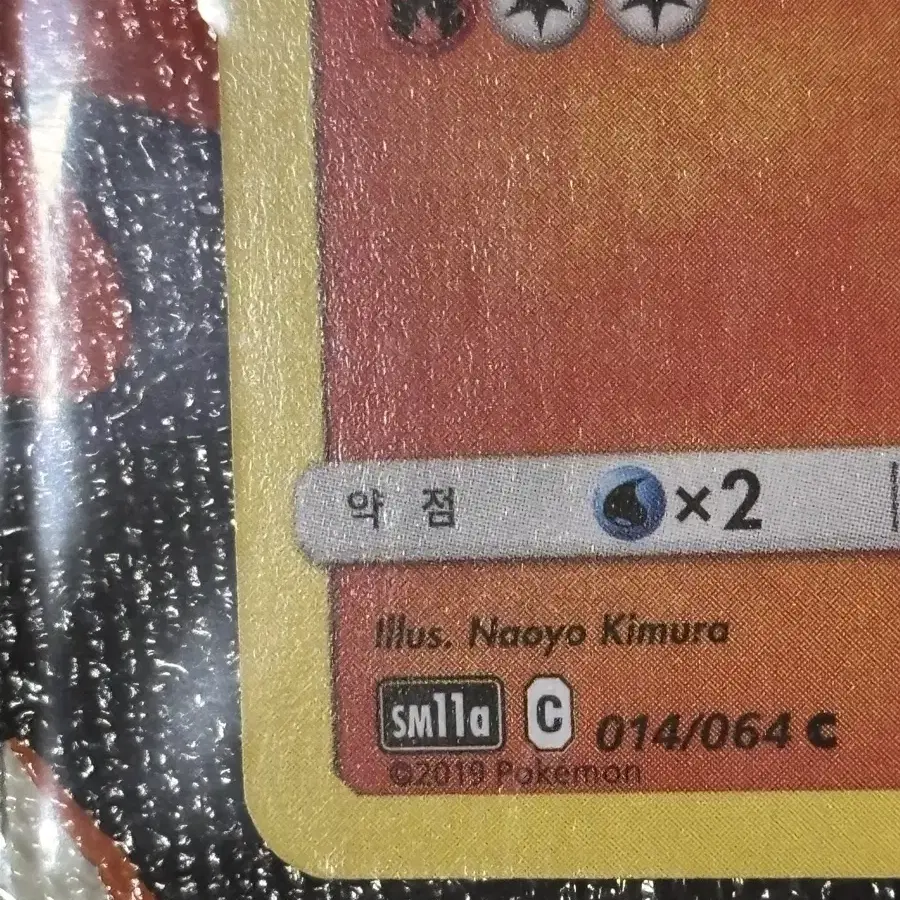 약 점 ×2
Illus. Naoyo Kimura
SM11a C 014/064 C
©2019 Pokemon